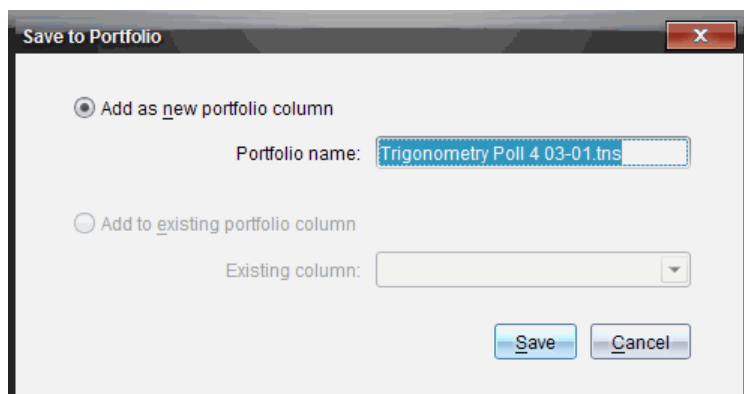 Save to Portfolio
Add as new portfolio column
Portfolio name: Trigonometry Poll 4 03-01.tns
Add to existing portfolio column
Existing column:
Save Cancel